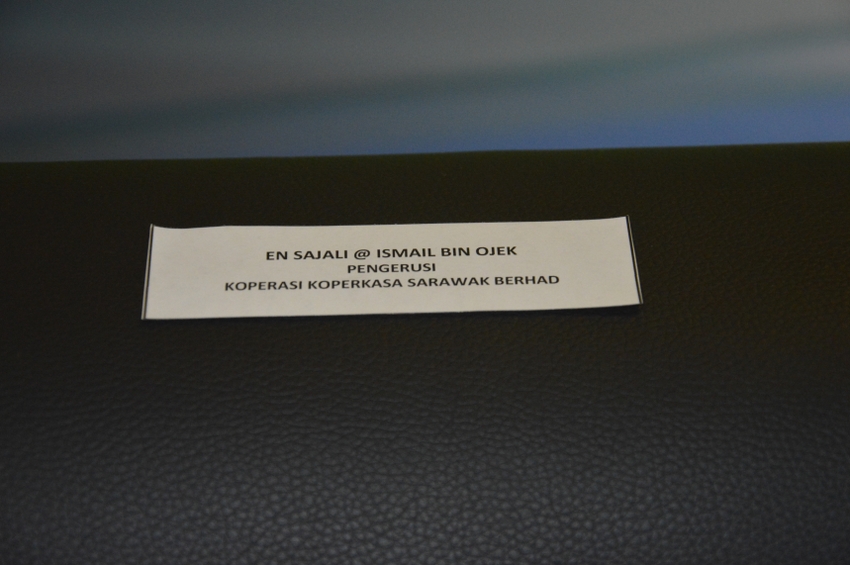 EN SAJALI @ ISMAIL BIN OJEK
PENGERUSI
KOPERASI KOPERKASA SARAWAK BERHAD